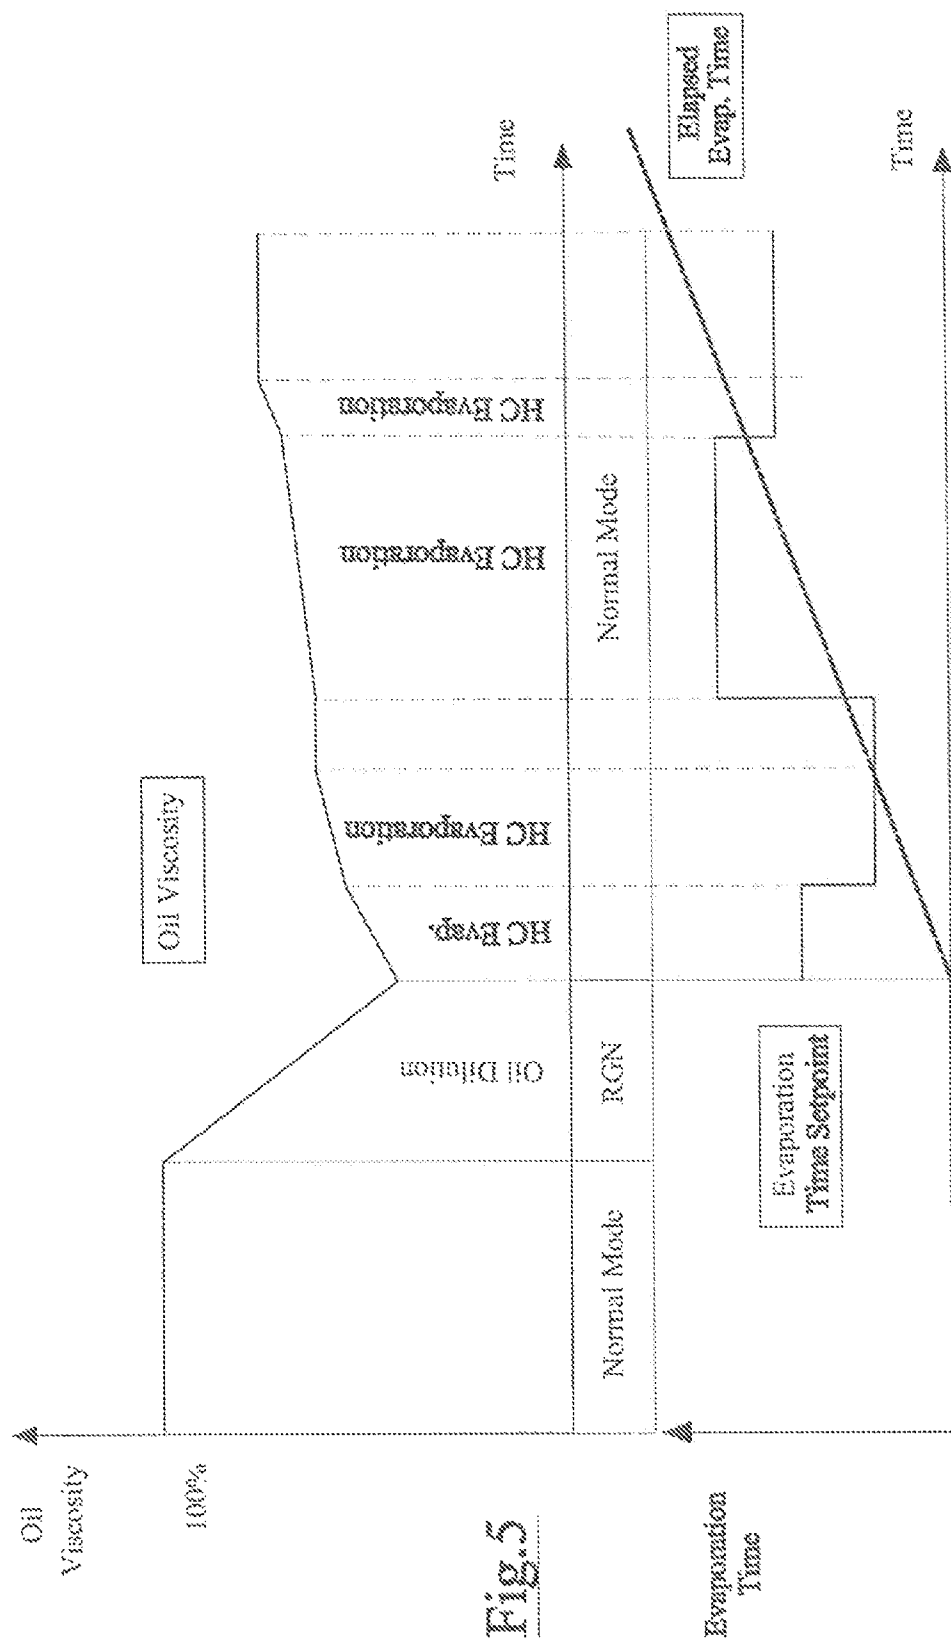 Oil
Viscosity
100%
Oil Viscosity
Oil Dilution
HC Evap.
HC Evaporation
HC Evaporation
HC Evaporation
Time
Normal Mode
RGN
Normal Mode
Fig.5
Evaporation
Time
Evaporation
Time Setpoint
Elapsed
Evap. Time
Time